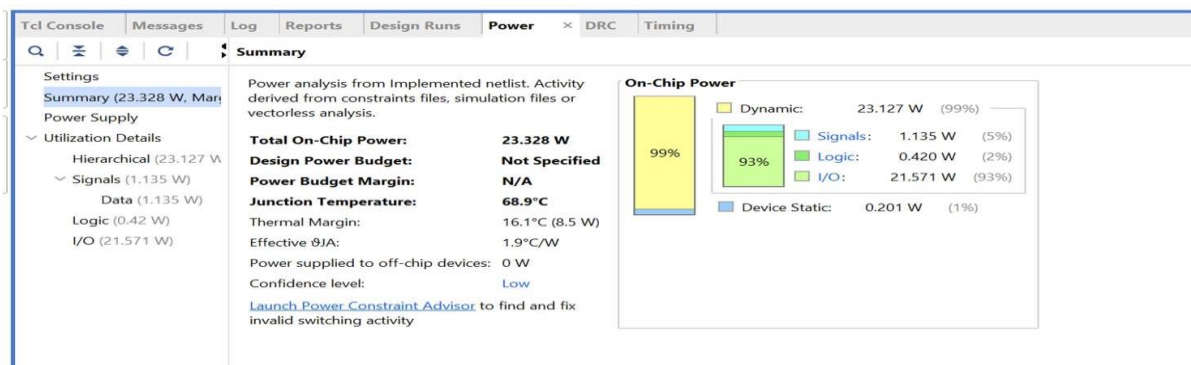 Tcl Console Messages Log Reports Design Runs Power × DRC Timing
Summary
Settings
Summary (23.328 W, Marg
Power Supply
Utilization Details
Hierarchical (23.127 W
Signals (1.135 W)
Data (1.135 W)
Logic (0.42 W)
I/O (21.571 W)
Power analysis from Implemented netlist. Activity
derived from constraints files, simulation files or
vectorless analysis.
Total On-Chip Power: 23.328 W
Design Power Budget: Not Specified
Power Budget Margin: N/A
Junction Temperature: 68.9°C
Thermal Margin: 16.1°C (8.5 W)
Effective ϑJA: 1.9°C/W
Power supplied to off-chip devices: 0 W
Confidence level: Low
Launch Power Constraint Advisor to find and fix
invalid switching activity
On-Chip Power
99%
93%
Dynamic: 23.127 W (99%)
Signals: 1.135 W (5%)
Logic: 0.420 W (2%)
I/O: 21.571 W (93%)
Device Static: 0.201 W (1%)